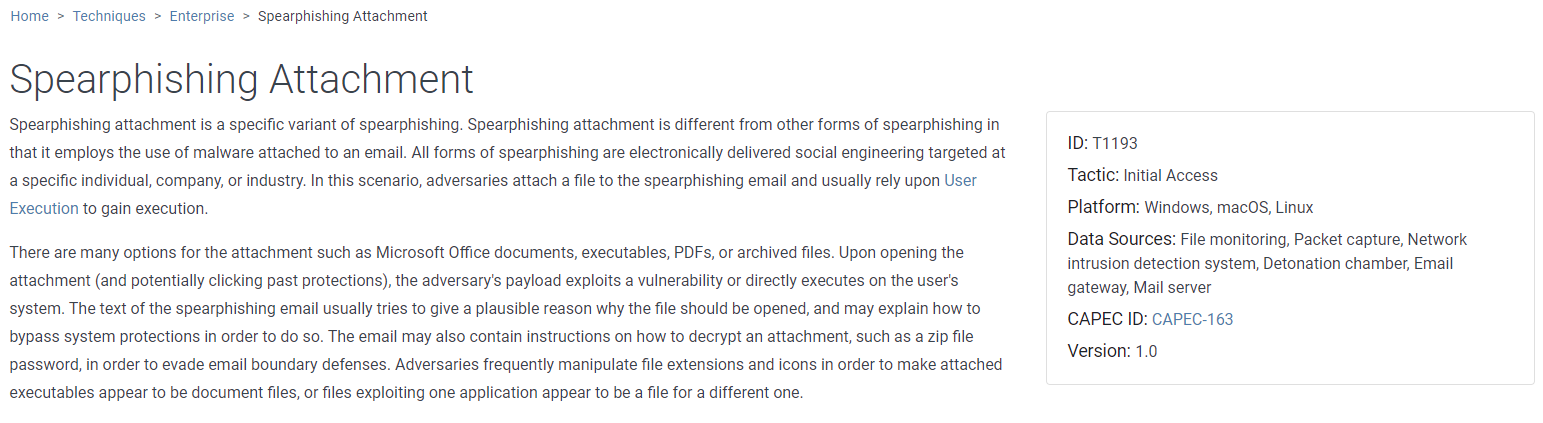 Home > Techniques > Enterprise > Spearphishing Attachment
Spearphishing Attachment
Spearphishing attachment is a specific variant of spearphishing. Spearphishing attachment is different from other forms of spearphishing in
that it employs the use of malware attached to an email. All forms of spearphishing are electronically delivered social engineering targeted at
a specific individual, company, or industry. In this scenario, adversaries attach a file to the spearphishing email and usually rely upon User
Execution to gain execution.
There are many options for the attachment such as Microsoft Office documents, executables, PDFs, or archived files. Upon opening the
attachment (and potentially clicking past protections), the adversary's payload exploits a vulnerability or directly executes on the user's
system. The text of the spearphishing email usually tries to give a plausible reason why the file should be opened, and may explain how to
bypass system protections in order to do so. The email may also contain instructions on how to decrypt an attachment, such as a zip file
password, in order to evade email boundary defenses. Adversaries frequently manipulate file extensions and icons in order to make attached
executables appear to be document files, or files exploiting one application appear to be a file for a different one.
ID: T1193
Tactic: Initial Access
Platform: Windows, macOS, Linux
Data Sources: File monitoring, Packet capture, Network
intrusion detection system, Detonation chamber, Email
gateway, Mail server
CAPEC ID: CAPEC-163
Version: 1.0